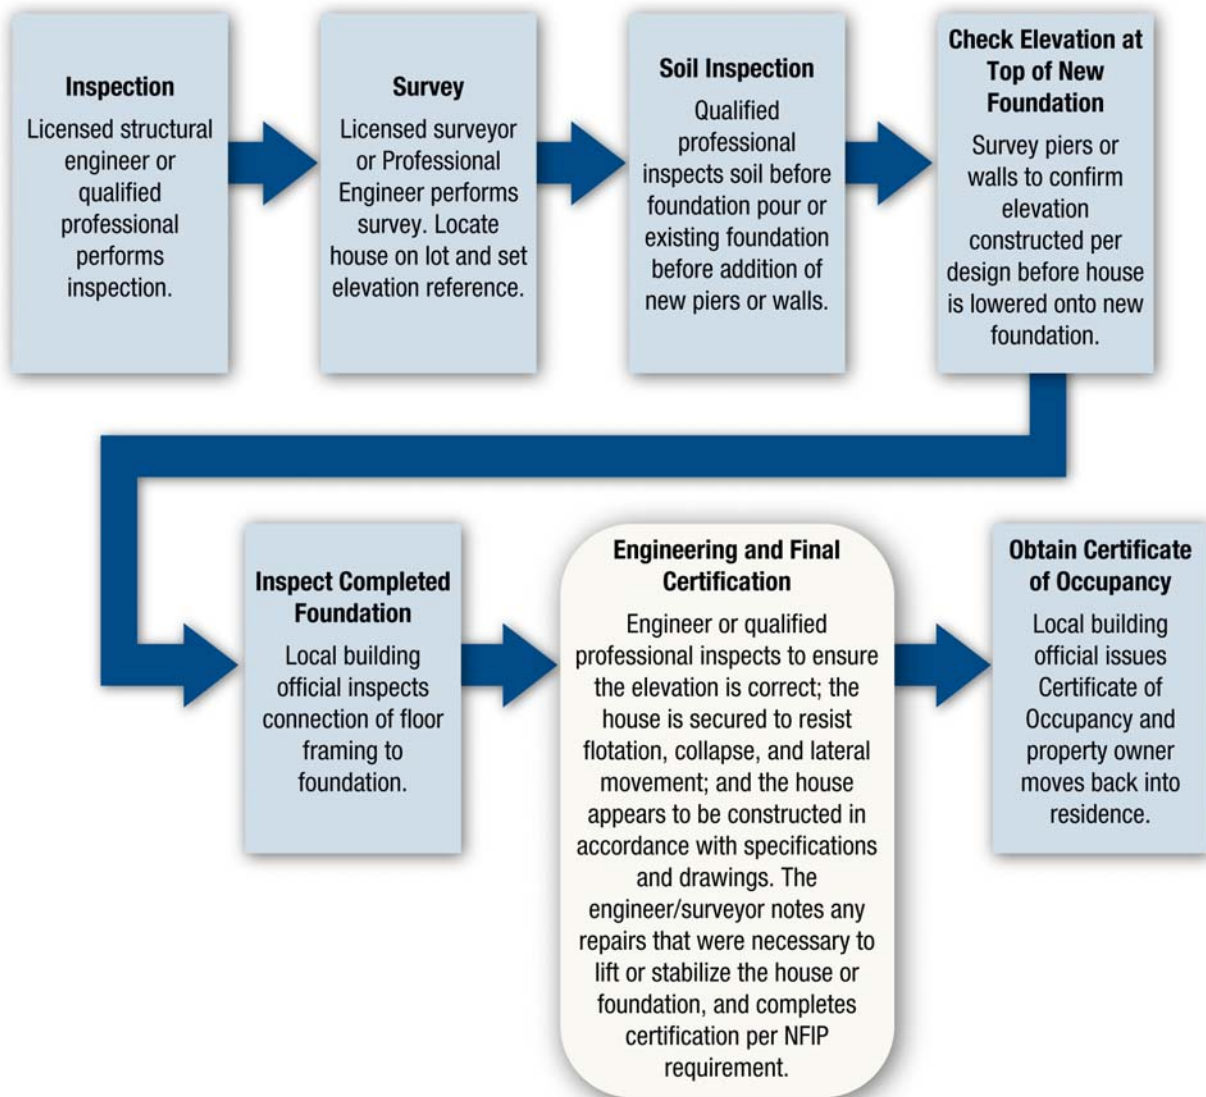 Inspection
Licensed structural
engineer or
qualified
professional
performs
inspection.
Survey
Licensed surveyor
or Professional
Engineer performs
survey. Locate
house on lot and set
elevation reference.
Soil Inspection
Qualified
professional
inspects soil before
foundation pour or
existing foundation
before addition of
new piers or walls.
Check Elevation at
Top of New
Foundation
Survey piers or
walls to confirm
elevation
constructed per
design before house
is lowered onto new
foundation.
Inspect Completed
Foundation
Local building
official inspects
connection of floor
framing to
foundation.
Engineering and Final
Certification
Engineer or qualified
professional inspects to ensure
the elevation is correct; the
house is secured to resist
flotation, collapse, and lateral
movement; and the house
appears to be constructed in
accordance with specifications
and drawings. The
engineer/surveyor notes any
repairs that were necessary to
lift or stabilize the house or
foundation, and completes
certification per NFIP
requirement.
Obtain Certificate
of Occupancy
Local building
official issues
Certificate of
Occupancy and
property owner
moves back into
residence.